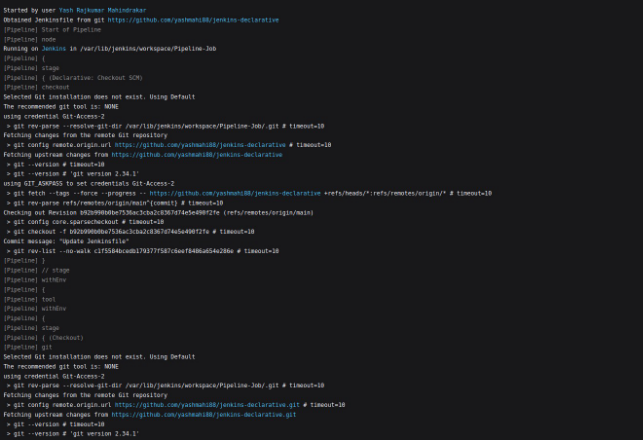 Started by user Yash Rajkumar Mahindrakar
Obtained Jenkinsfile from git https://github.com/yashmahi88/jenkins-declarative
[Pipeline] Start of Pipeline
[Pipeline] node
Running on Jenkins in /var/lib/jenkins/workspace/Pipeline-Job
[Pipeline] {
[Pipeline] stage
[Pipeline] { (Declarative: Checkout SCM)
[Pipeline] checkout
Selected Git installation does not exist. Using Default
The recommended git tool is: NONE
using credential Git-Access-2
> git rev-parse --resolve-git-dir /var/lib/jenkins/workspace/Pipeline-Job/.git # timeout=10
Fetching changes from the remote Git repository
> git config remote.origin.url https://github.com/yashmahi88/jenkins-declarative # timeout=10
Fetching upstream changes from https://github.com/yashmahi88/jenkins-declarative
> git --version # timeout=10
> git --version # 'git version 2.34.1'
using GIT_ASKPASS to set credentials Git-Access-2
> git fetch --tags --force --progress -- https://github.com/yashmahi88/jenkins-declarative +refs/heads/*:refs/remotes/origin/* # timeout=10
> git rev-parse refs/remotes/origin/main^{commit} # timeout=10
Checking out Revision b92b990b0be7536ac3cba2c8367d74e5e490f2fe (refs/remotes/origin/main)
> git config core.sparsecheckout # timeout=10
> git checkout -f b92b990b0be7536ac3cba2c8367d74e5e490f2fe # timeout=10
Commit message: "Update Jenkinsfile"
> git rev-list --no-walk c1f5584bcedb179377f587c6eef8486a654e286e # timeout=10
[Pipeline] }
[Pipeline] // stage
[Pipeline] withEnv
[Pipeline] {
[Pipeline] tool
[Pipeline] withEnv
[Pipeline] {
[Pipeline] stage
[Pipeline] { (Checkout)
[Pipeline] git
Selected Git installation does not exist. Using Default
The recommended git tool is: NONE
using credential Git-Access-2
> git rev-parse --resolve-git-dir /var/lib/jenkins/workspace/Pipeline-Job/.git # timeout=10
Fetching changes from the remote Git repository
> git config remote.origin.url https://github.com/yashmahi88/jenkins-declarative.git # timeout=10
Fetching upstream changes from https://github.com/yashmahi88/jenkins-declarative.git
> git --version # timeout=10
> git --version # 'git version 2.34.1'